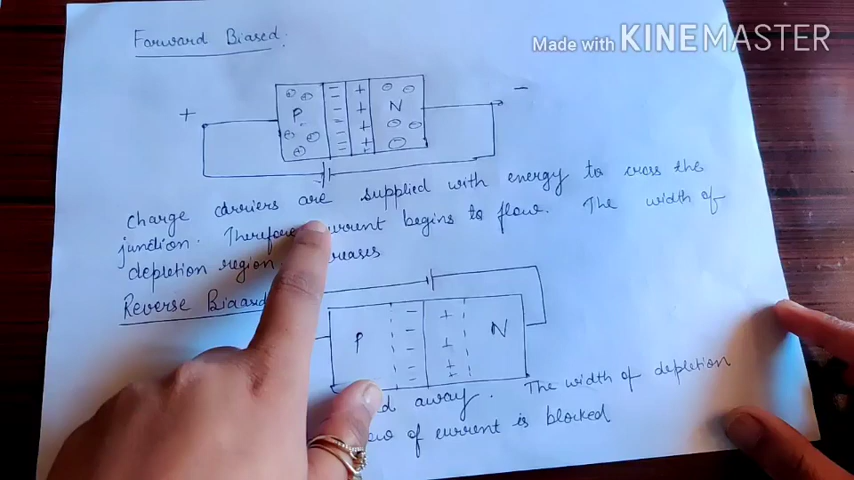 Made with KINEMASTER
Forward Biased.
+ −
P N
Charge carriers are supplied with energy to cross the
junction. Therefore current begins to flow. The width of
depletion region
Reverse
P N
away. The width of depletion
of current is blocked